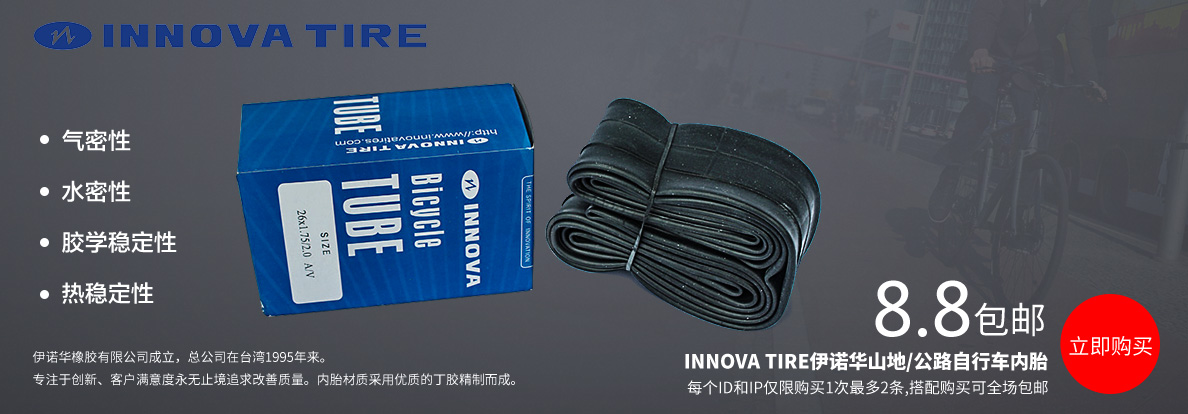 INNOVA TIRE
气密性
水密性
胶学稳定性
热稳定性
TUBE
http://www.innovatires.com
INNOVA TIRE
INNOVA
Bicycle
TUBE
THE SPIRIT OF INNOVATION
SIZE
26x1.75/2.0 A/V
伊诺华橡胶有限公司成立，总公司在台湾1995年来。
专注于创新、客户满意度永无止境追求改善质量。内胎材质采用优质的丁胶精制而成。
8.8包邮
INNOVA TIRE伊诺华山地/公路自行车内胎
每个ID和IP仅限购买1次最多2条,搭配购买可全场包邮
立即购买